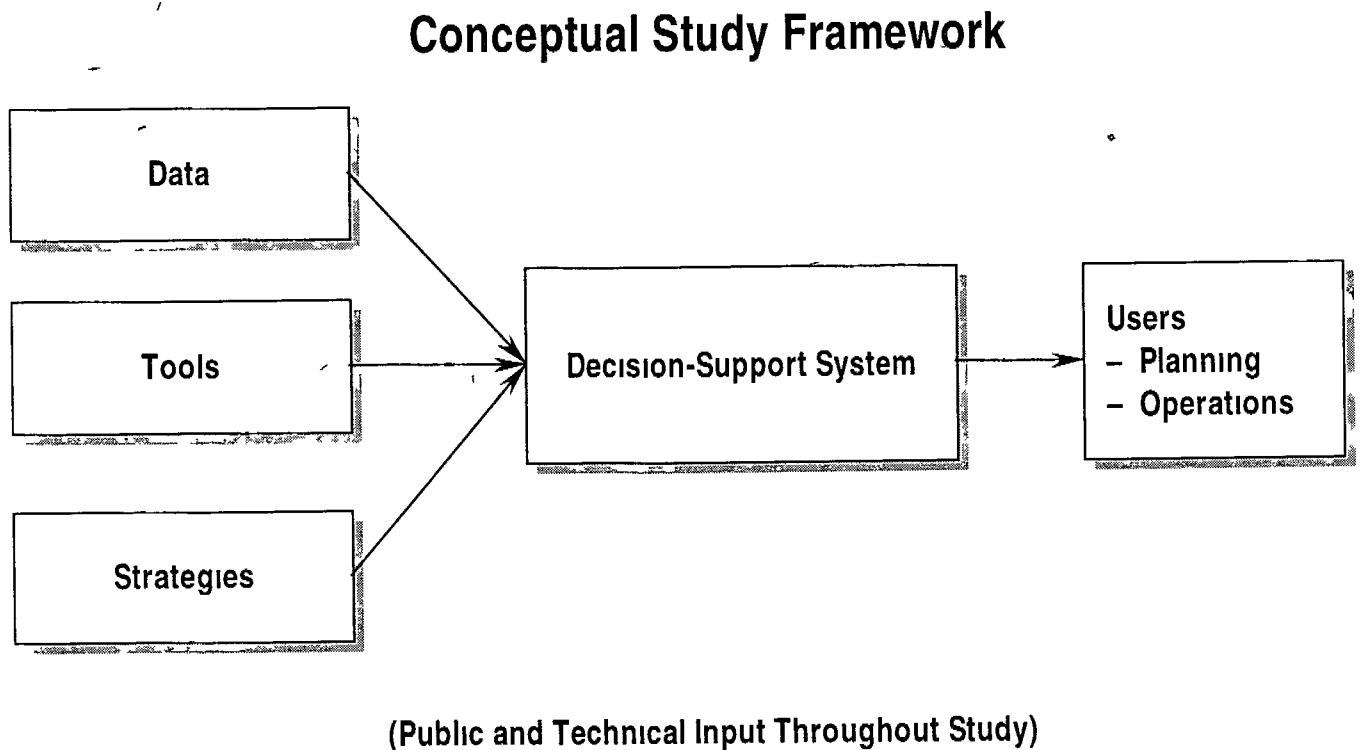 Conceptual Study Framework
Data
Tools
Strategies
Decision-Support System
Users
– Planning
– Operations
(Public and Technical Input Throughout Study)